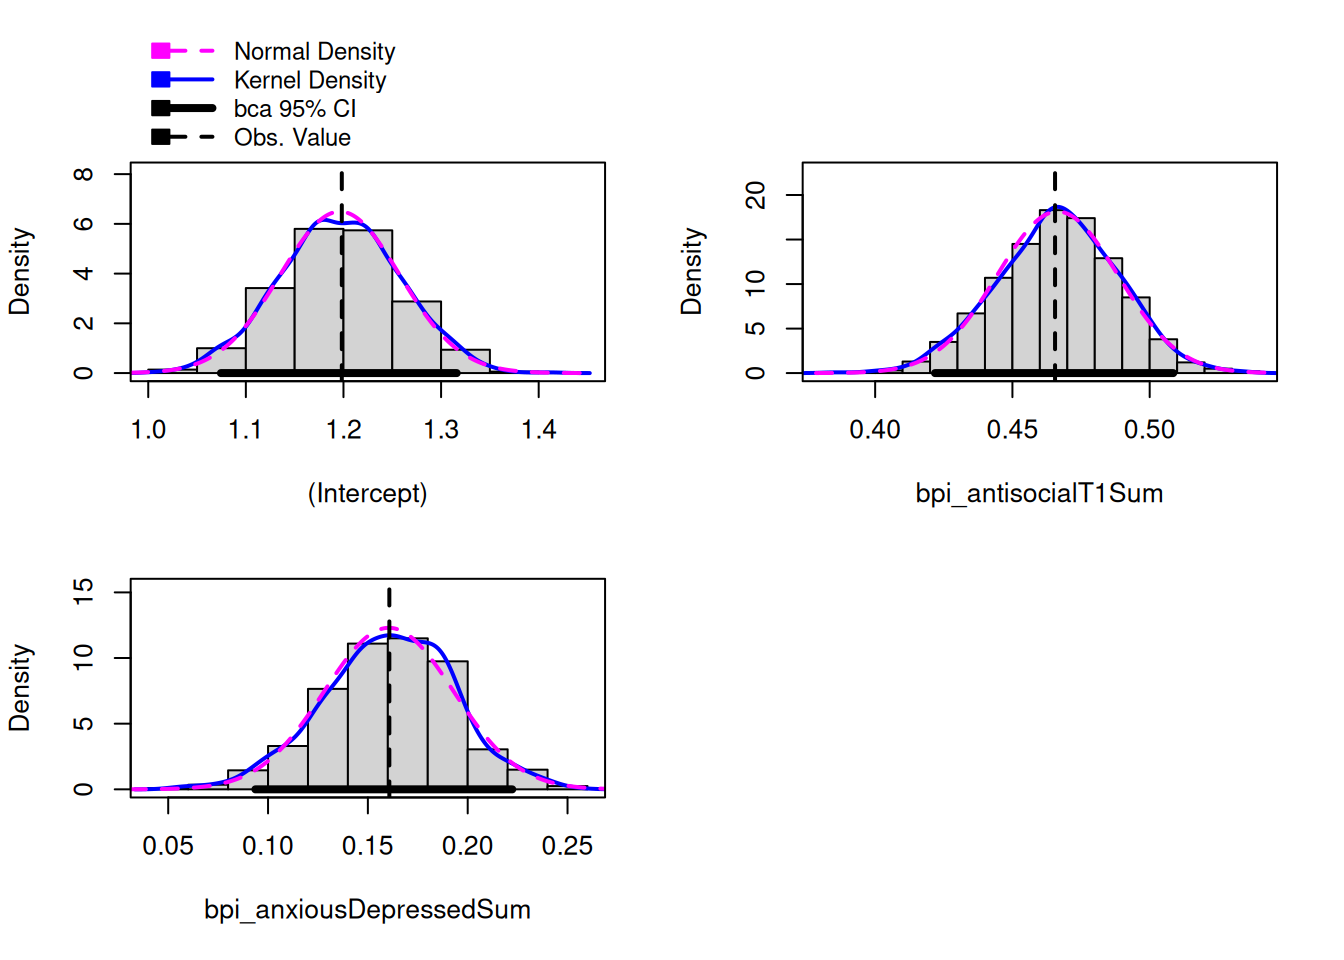 Normal Density
Kernel Density
bca 95% CI
Obs. Value
Density
8
6
4
2
0
1.0 1.1 1.2 1.3 1.4
(Intercept)
Density
20
10
5
0
0.40 0.45 0.50
bpi_antisocialT1Sum
Density
15
10
5
0
0.05 0.10 0.15 0.20 0.25
bpi_anxiousDepressedSum